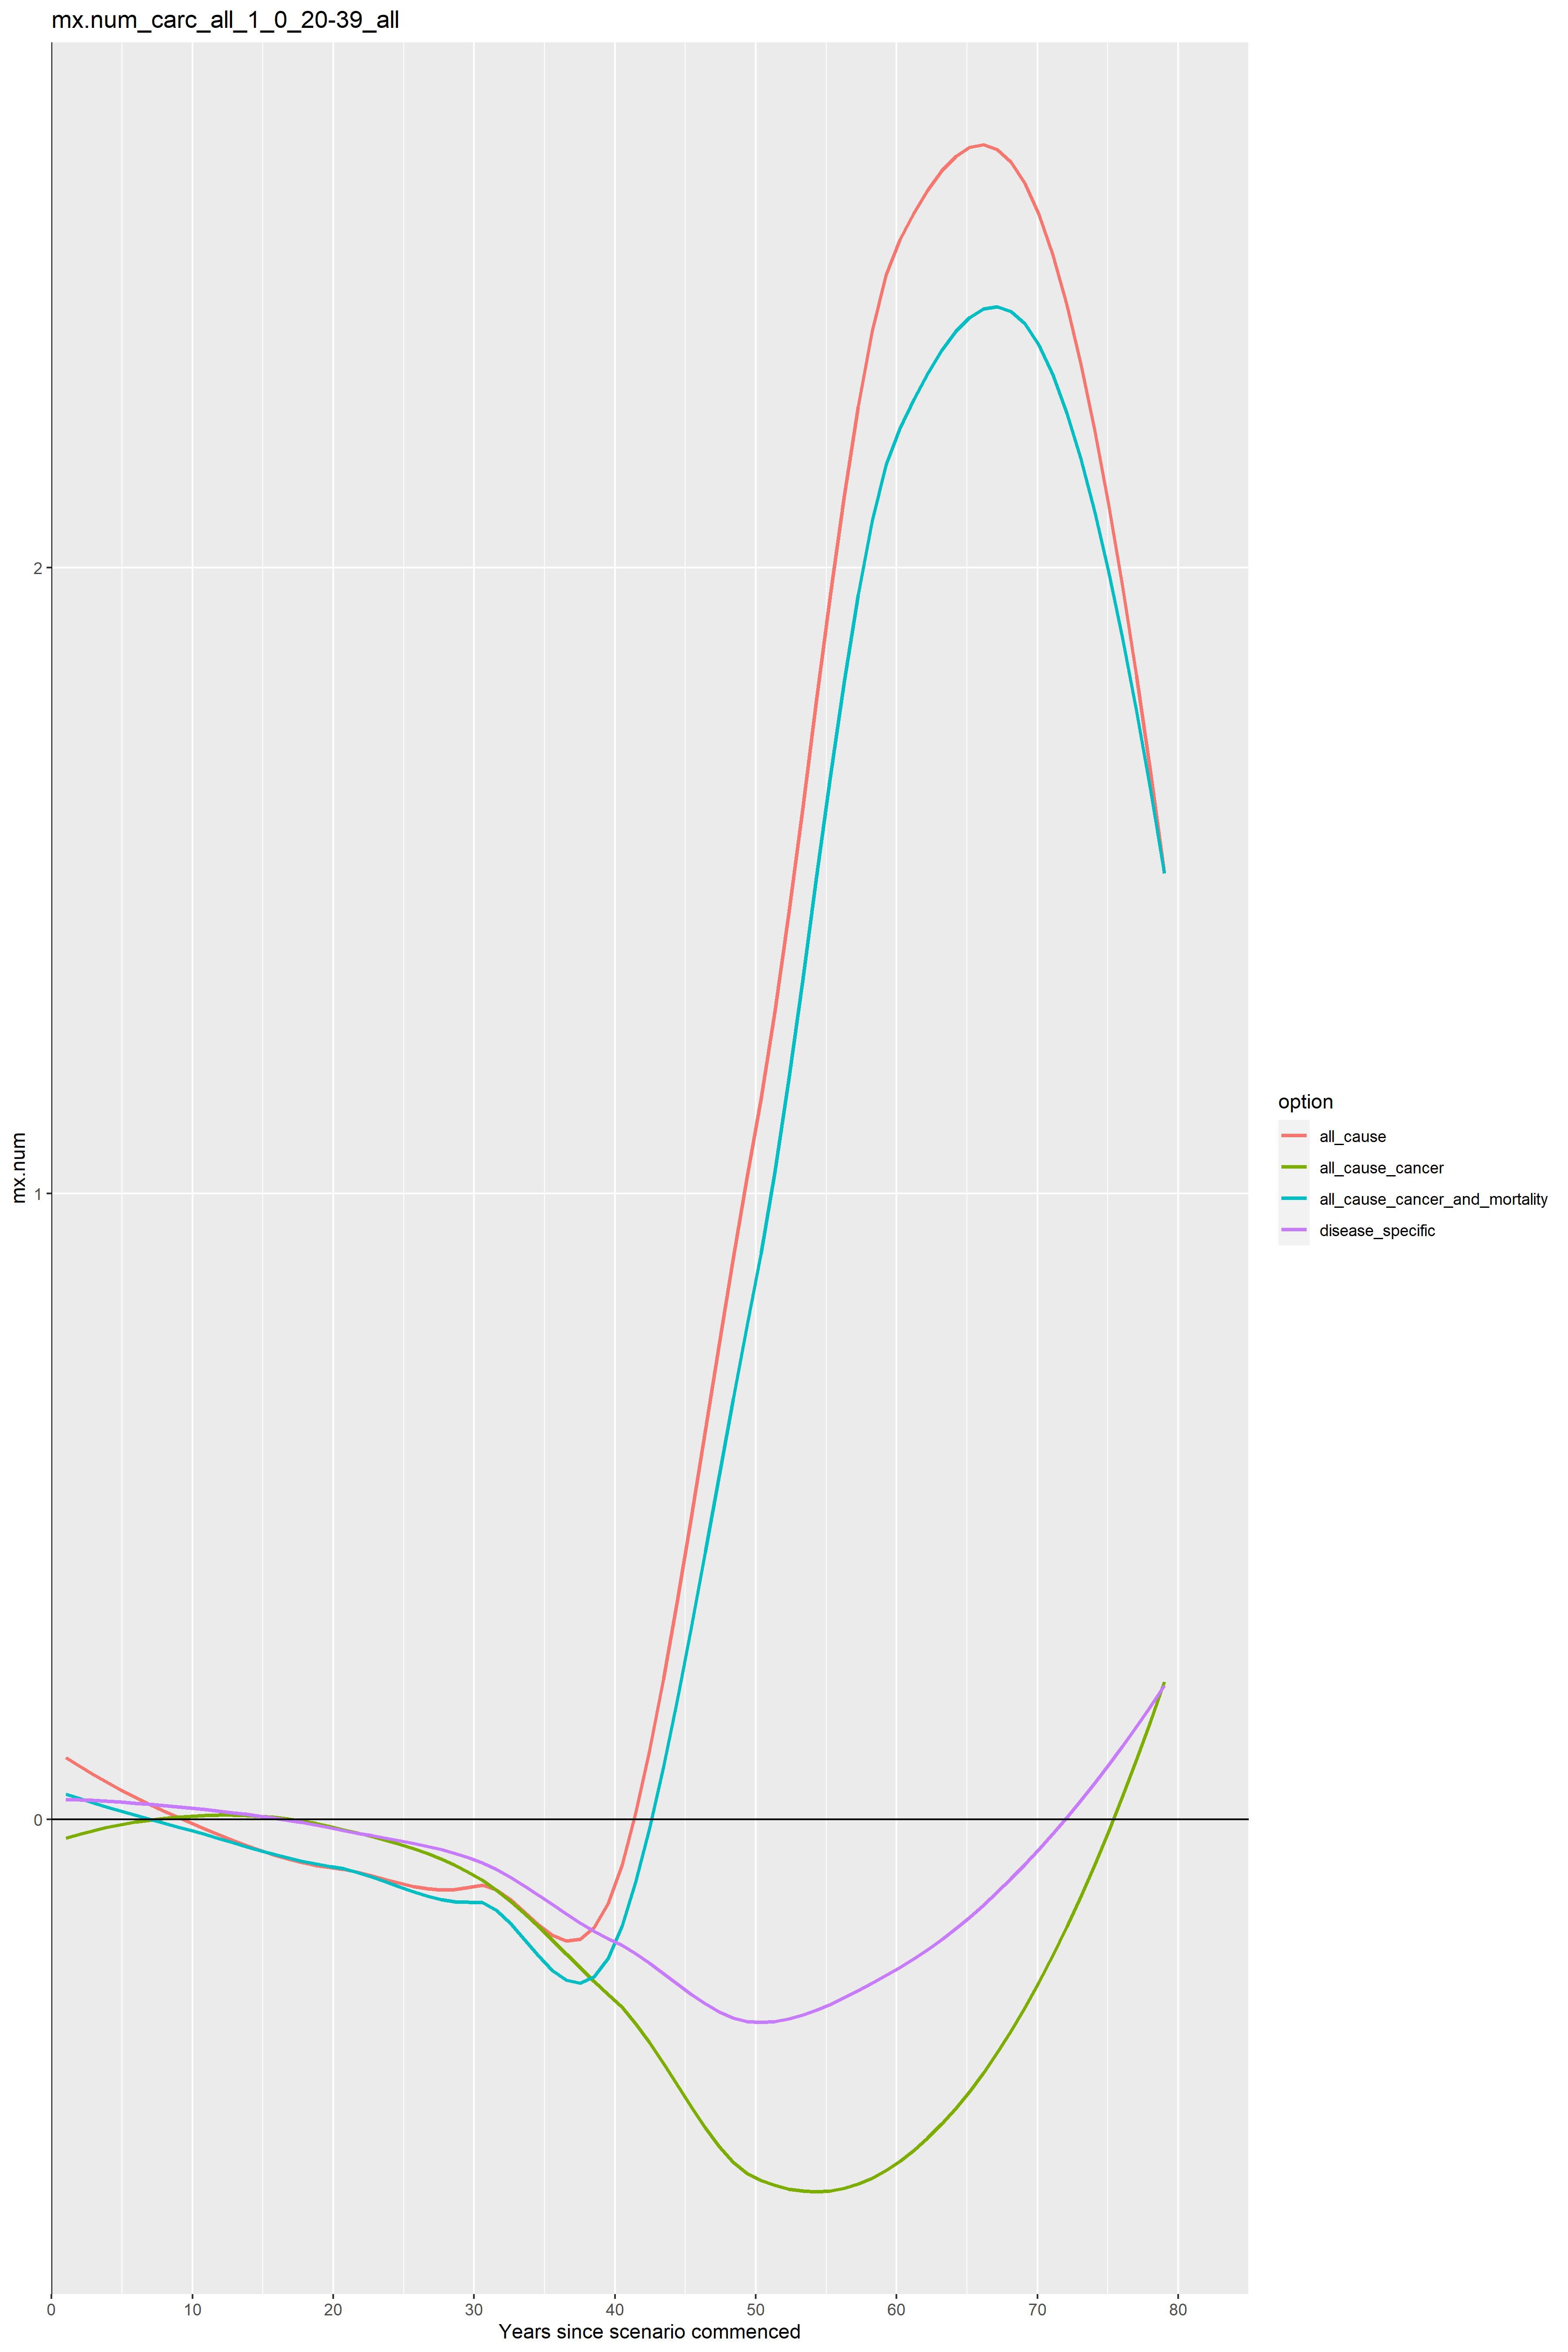 mx.num_carc_all_1_0_20-39_all
mx.num
2
1
0
0 10 20 30 40 50 60 70 80
Years since scenario commenced
option
all_cause
all_cause_cancer
all_cause_cancer_and_mortality
disease_specific